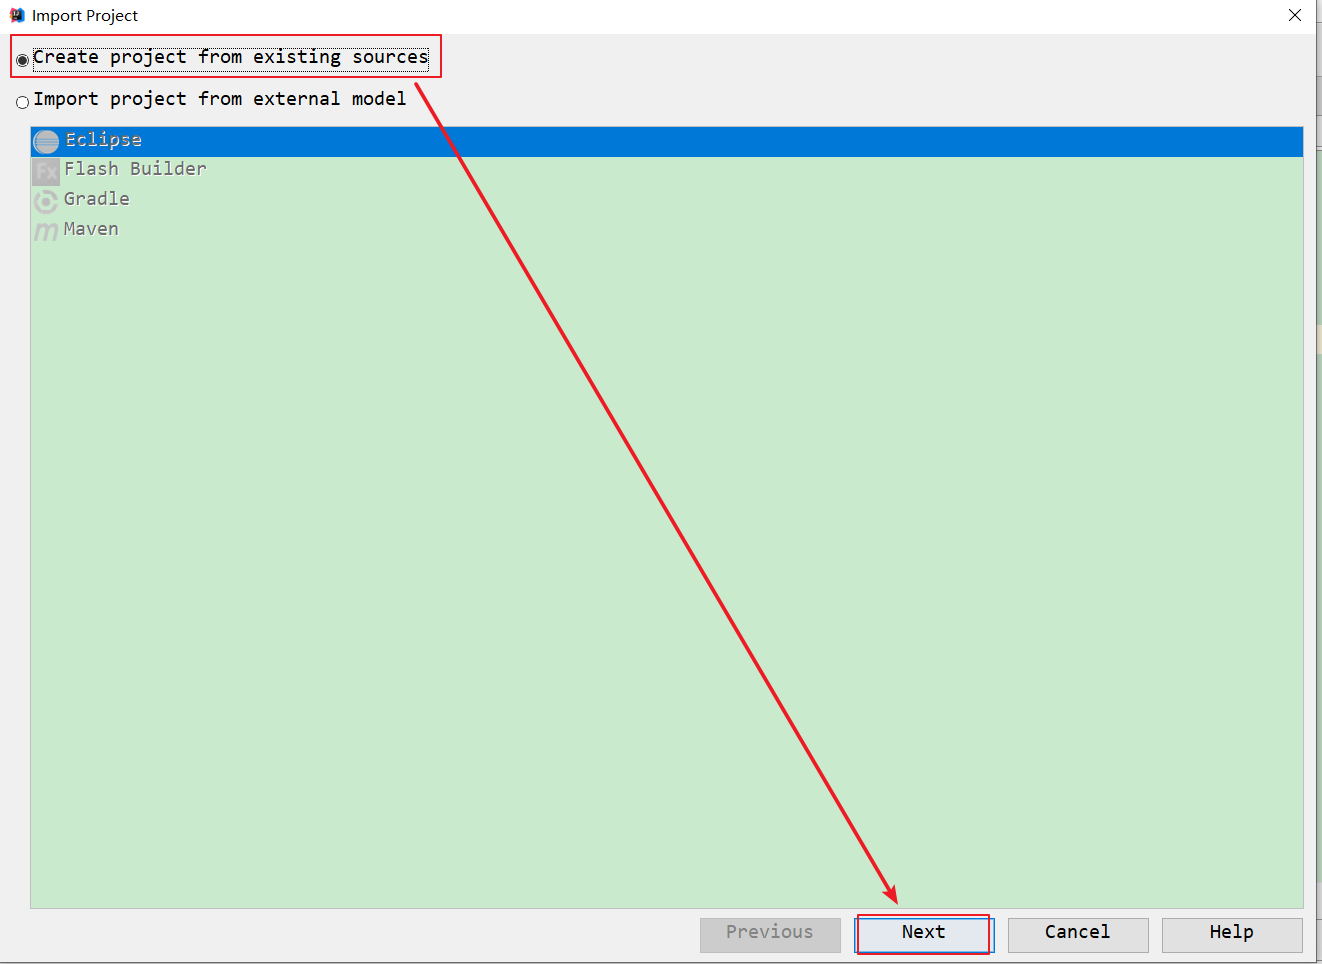 Import Project
Create project from existing sources
Import project from external model
Eclipse
Fx Flash Builder
Gradle
m Maven
Previous Next Cancel Help